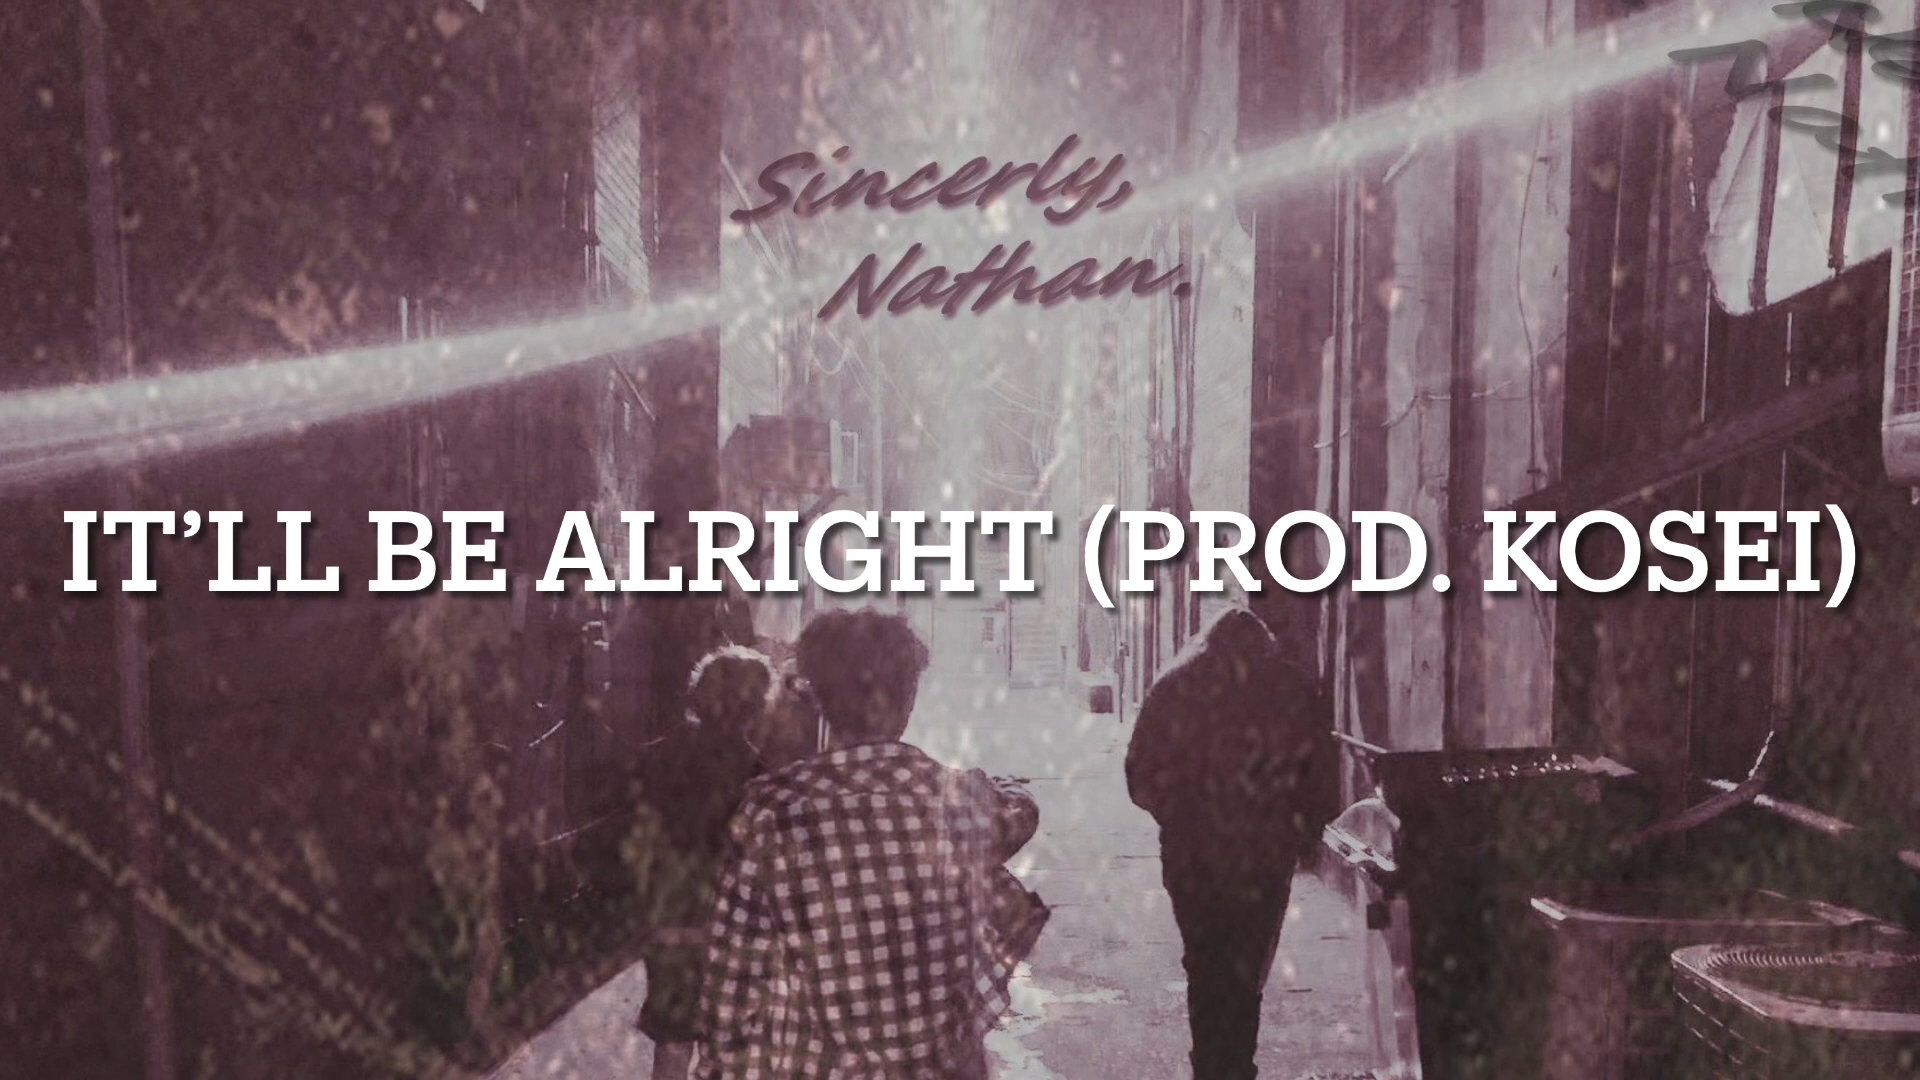 Sincerly,
Nathan.
IT’LL BE ALRIGHT (PROD. KOSEI)